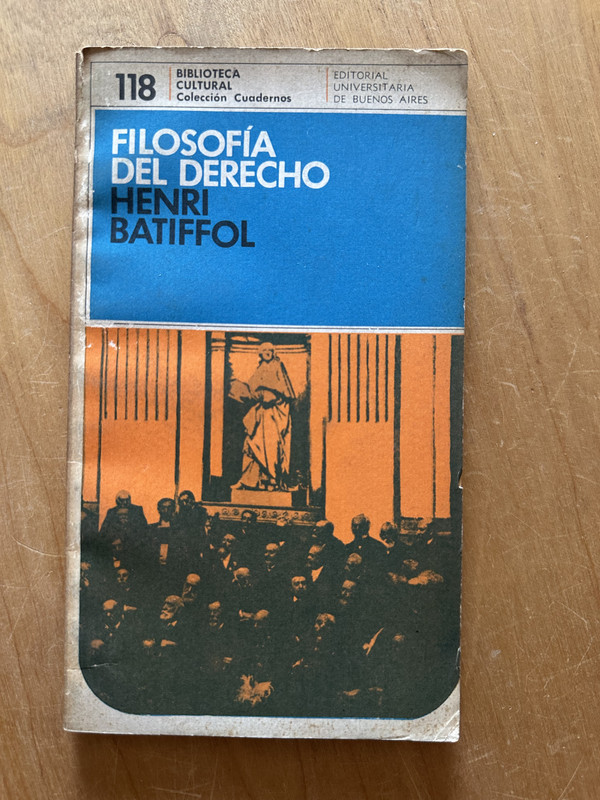 118
BIBLIOTECA
CULTURAL
Colección Cuadernos
EDITORIAL
UNIVERSITARIA
DE BUENOS AIRES
FILOSOFÍA
DEL DERECHO
HENRI
BATIFFOL